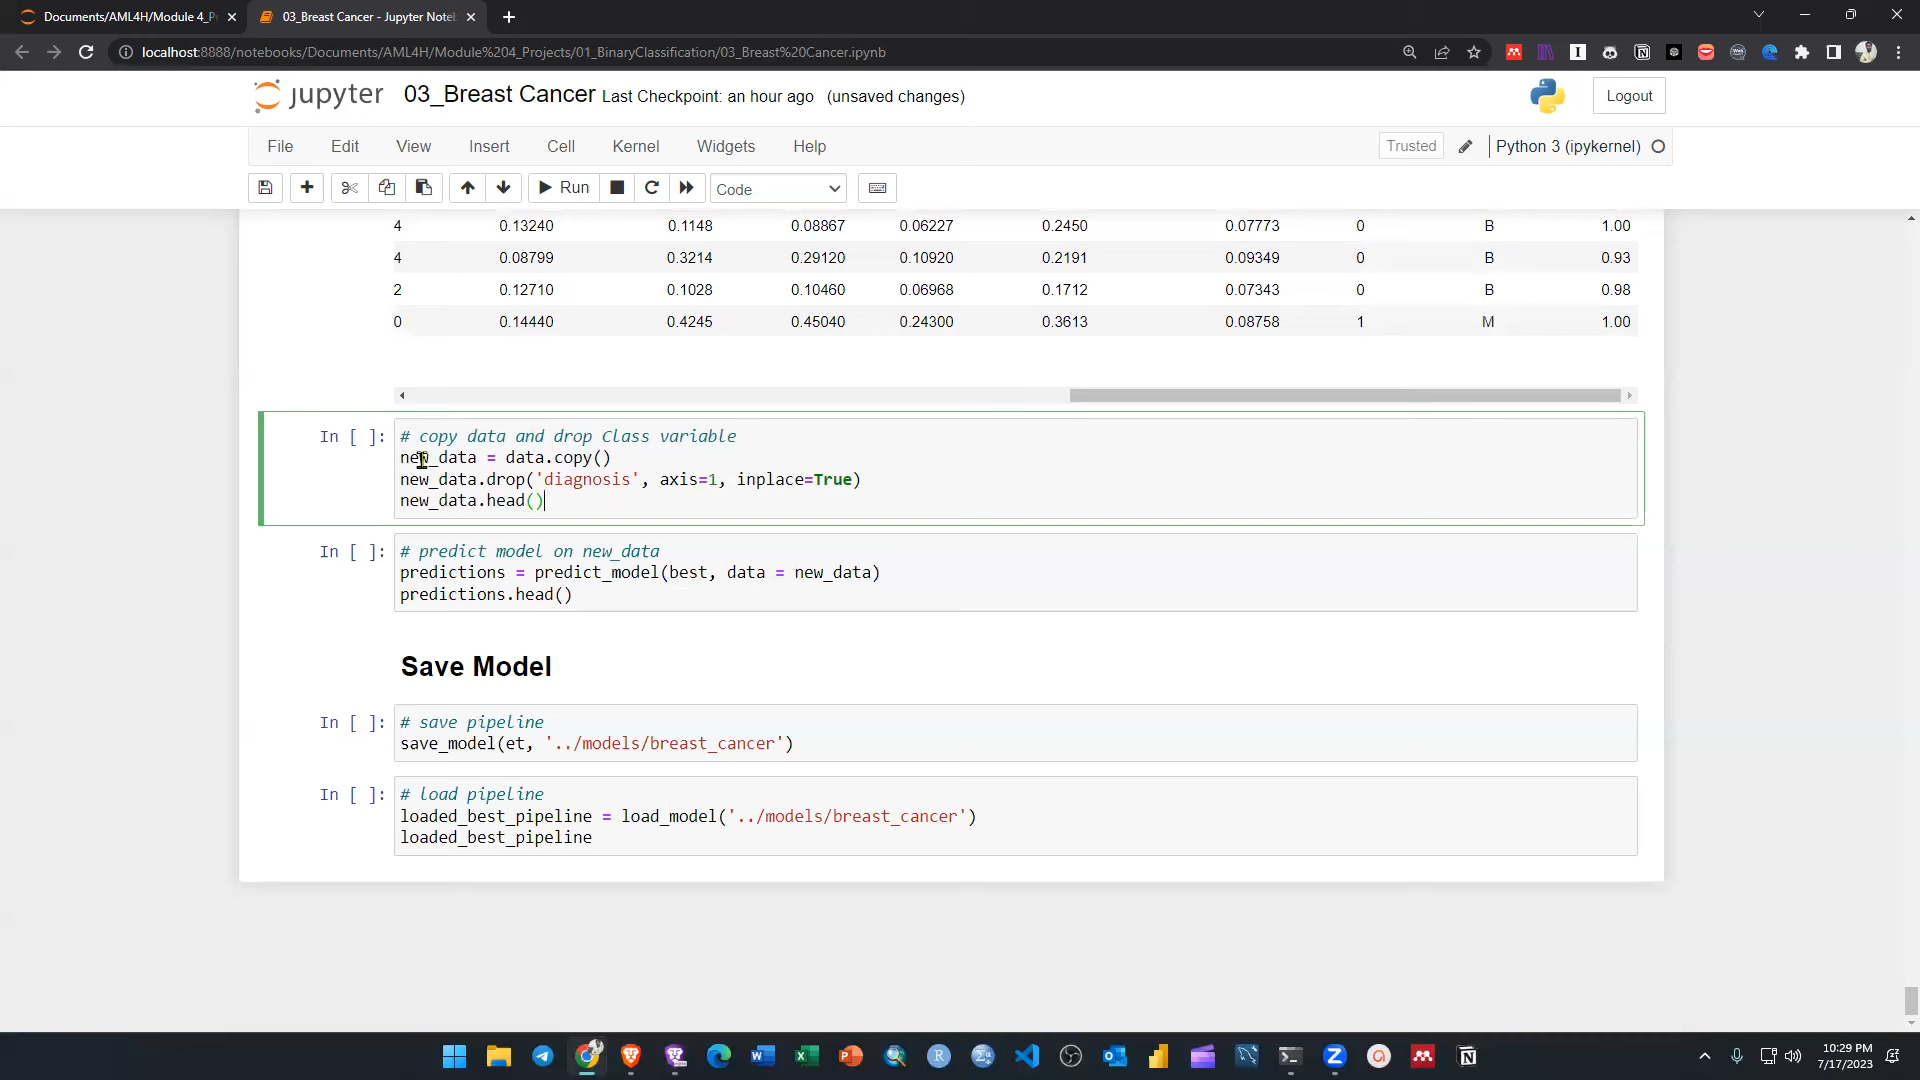 Documents/AML4H/Module 4_P
03_Breast Cancer - Jupyter Noteb
localhost:8888/notebooks/Documents/AML4H/Module%204_Projects/01_BinaryClassification/03_Breast%20Cancer.ipynb
jupyter 03_Breast Cancer Last Checkpoint: an hour ago (unsaved changes) Logout
File Edit View Insert Cell Kernel Widgets Help Trusted Python 3 (ipykernel)
Run Code
4 0.13240 0.1148 0.08867 0.06227 0.2450 0.07773 0 B 1.00
4 0.08799 0.3214 0.29120 0.10920 0.2191 0.09349 0 B 0.93
2 0.12710 0.1028 0.10460 0.06968 0.1712 0.07343 0 B 0.98
0 0.14440 0.4245 0.45040 0.24300 0.3613 0.08758 1 M 1.00
In [ ]: # copy data and drop Class variable
new_data = data.copy()
new_data.drop('diagnosis', axis=1, inplace=True)
new_data.head()
In [ ]: # predict model on new_data
predictions = predict_model(best, data = new_data)
predictions.head()
Save Model
In [ ]: # save pipeline
save_model(et, '../models/breast_cancer')
In [ ]: # load pipeline
loaded_best_pipeline = load_model('../models/breast_cancer')
loaded_best_pipeline
10:29 PM
7/17/2023